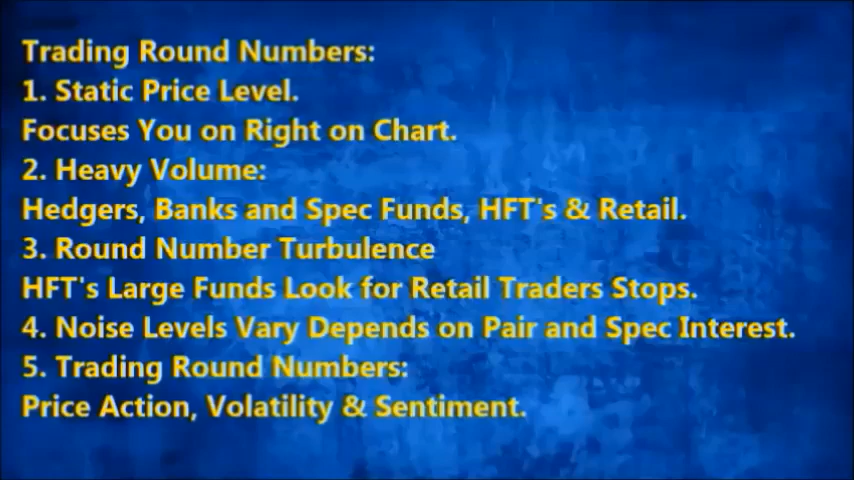 Trading Round Numbers:
1. Static Price Level.
Focuses You on Right on Chart.
2. Heavy Volume:
Hedgers, Banks and Spec Funds, HFT's & Retail.
3. Round Number Turbulence
HFT's Large Funds Look for Retail Traders Stops.
4. Noise Levels Vary Depends on Pair and Spec Interest.
5. Trading Round Numbers:
Price Action, Volatility & Sentiment.